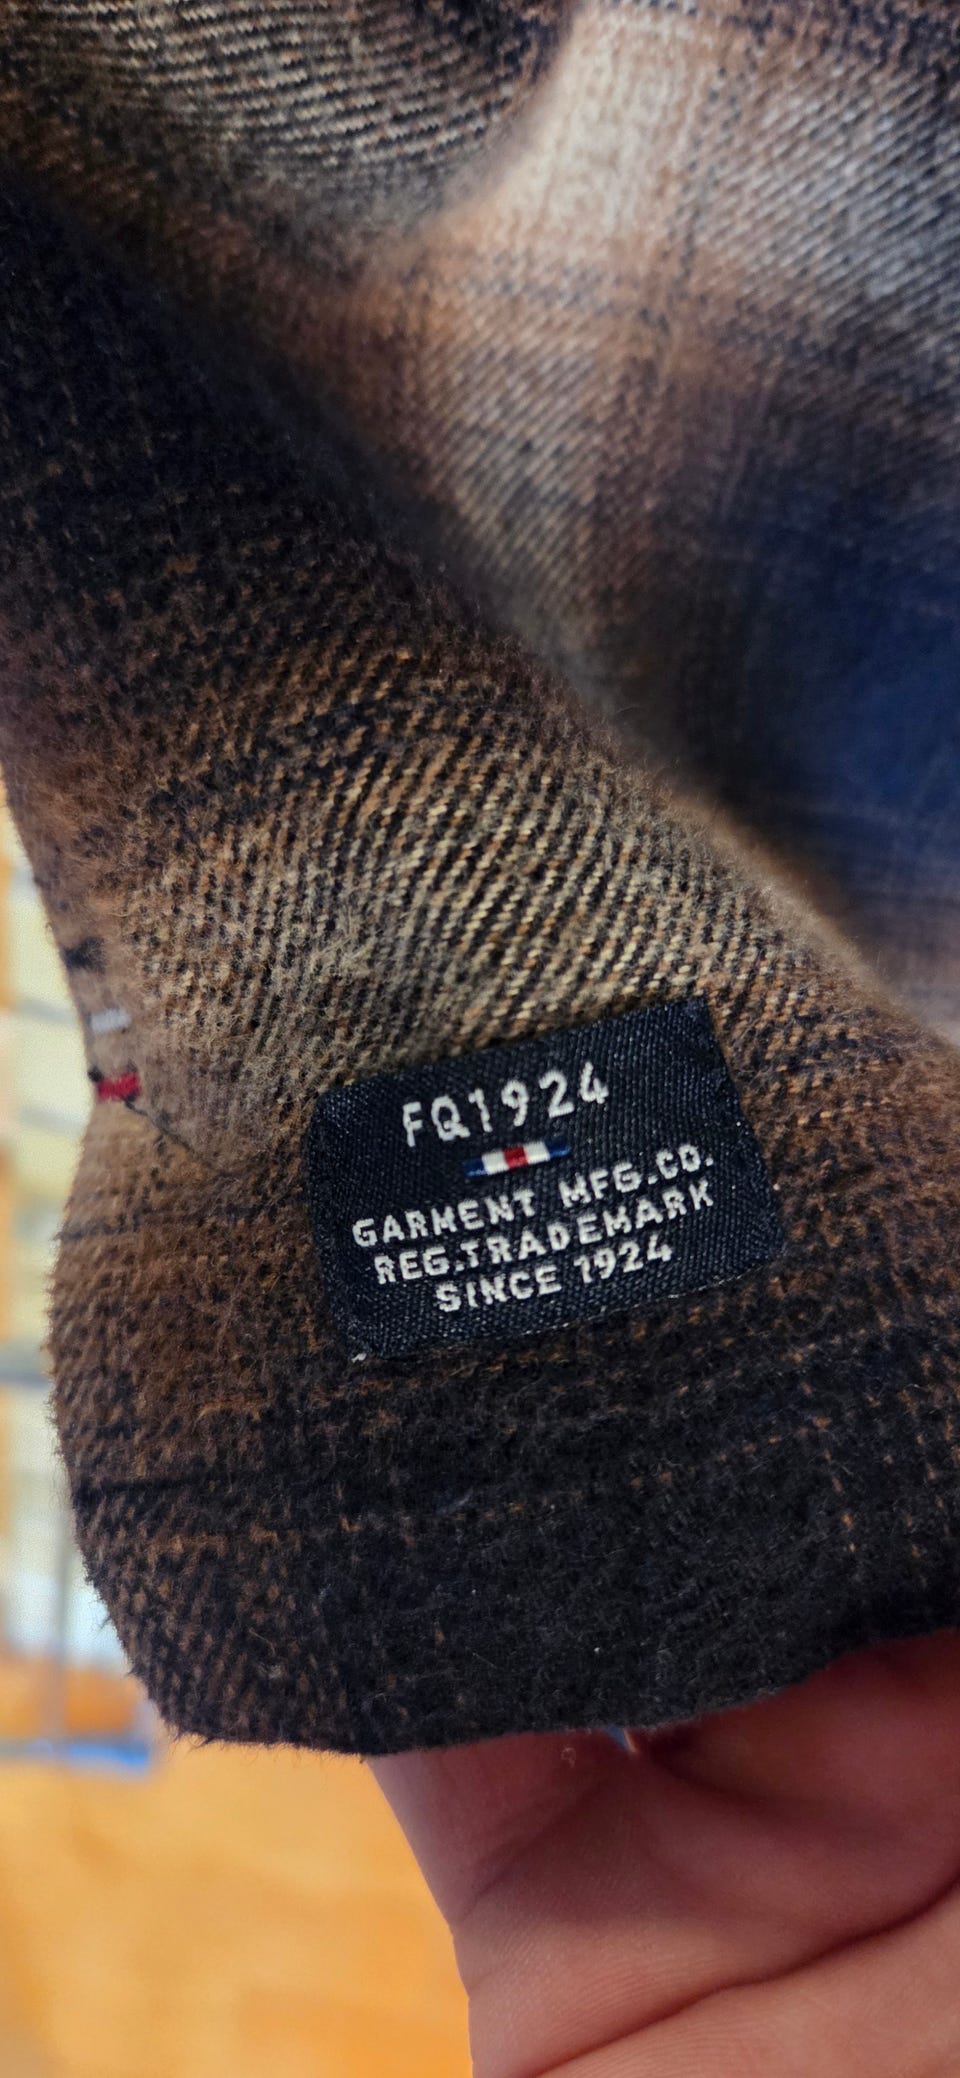 FQ1924
GARMENT MFG.CO.
REG.TRADEMARK
SINCE 1924